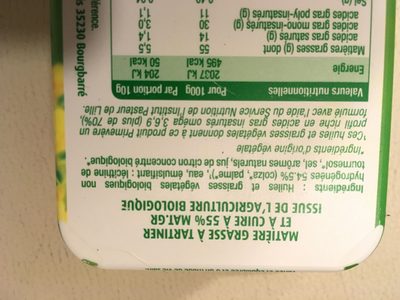 MATIÈRE GRASSE À TARTINER
ET À CUIRE À 55% MAT.GR
ISSUE DE L'AGRICULTURE BIOLOGIQUE
Ingrédients : Huiles et graisses végétales biologiques non
hydrogénées 54.5% (colza°, palme°*), eau, émulsifiant : lécithine de
tournesol°, sel, arômes naturels, jus de citron concentré biologique°.
°Ingrédients d'origine végétale
°Ces huiles et graisses végétales donnent à ce produit Primevère un
profil riche en acides gras insaturés oméga 3,6,9 (plus de 70%),
formulé avec l'aide du Service de Nutrition de l'Institut Pasteur de Lille.
Valeurs nutritionnelles Pour 100g Par portion 10g
Energie 2037 kJ 204 kJ
495 kcal 50 kcal
Matières grasses (g) dont 55 5,5
acides gras saturés (g) 14 1,4
acides gras mono-insaturés (g) 30 3,0
acides gras poly-insaturés (g) 11 1,1
35230 Bourgbarré